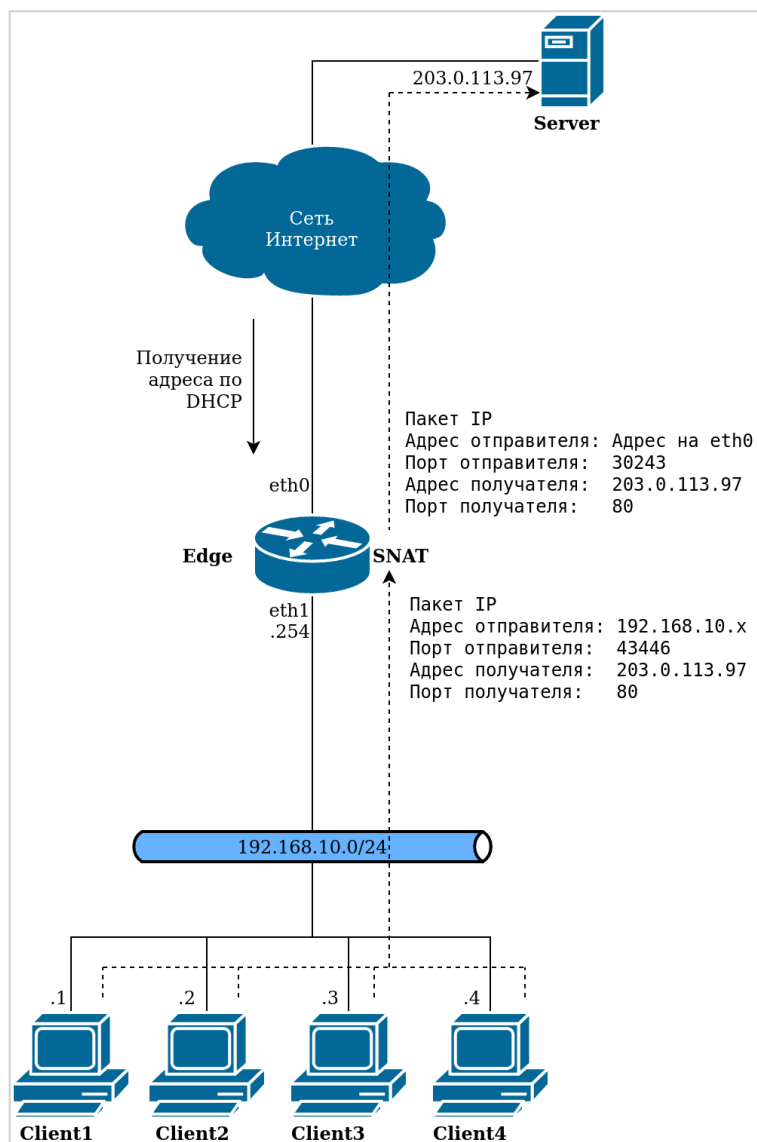 203.0.113.97
Server
Сеть
Интернет
Получение
адреса по
DHCP
Пакет IP
Адрес отправителя: Адрес на eth0
Порт отправителя: 30243
Адрес получателя: 203.0.113.97
Порт получателя: 80
eth0
Edge
SNAT
eth1
.254
Пакет IP
Адрес отправителя: 192.168.10.x
Порт отправителя: 43446
Адрес получателя: 203.0.113.97
Порт получателя: 80
192.168.10.0/24
.1
.2
.3
.4
Client1
Client2
Client3
Client4